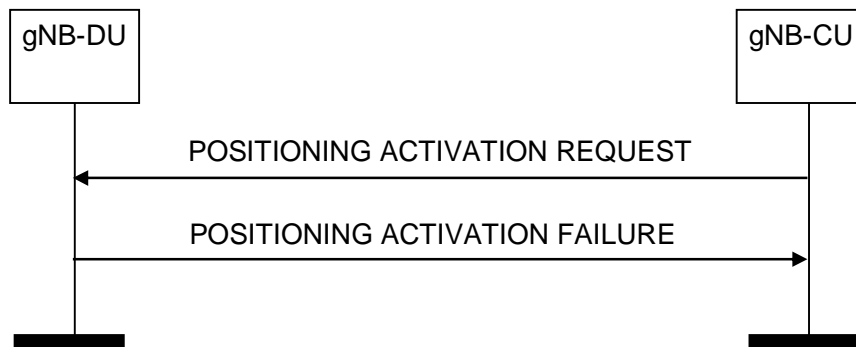 gNB-DU
gNB-CU
POSITIONING ACTIVATION REQUEST
POSITIONING ACTIVATION FAILURE